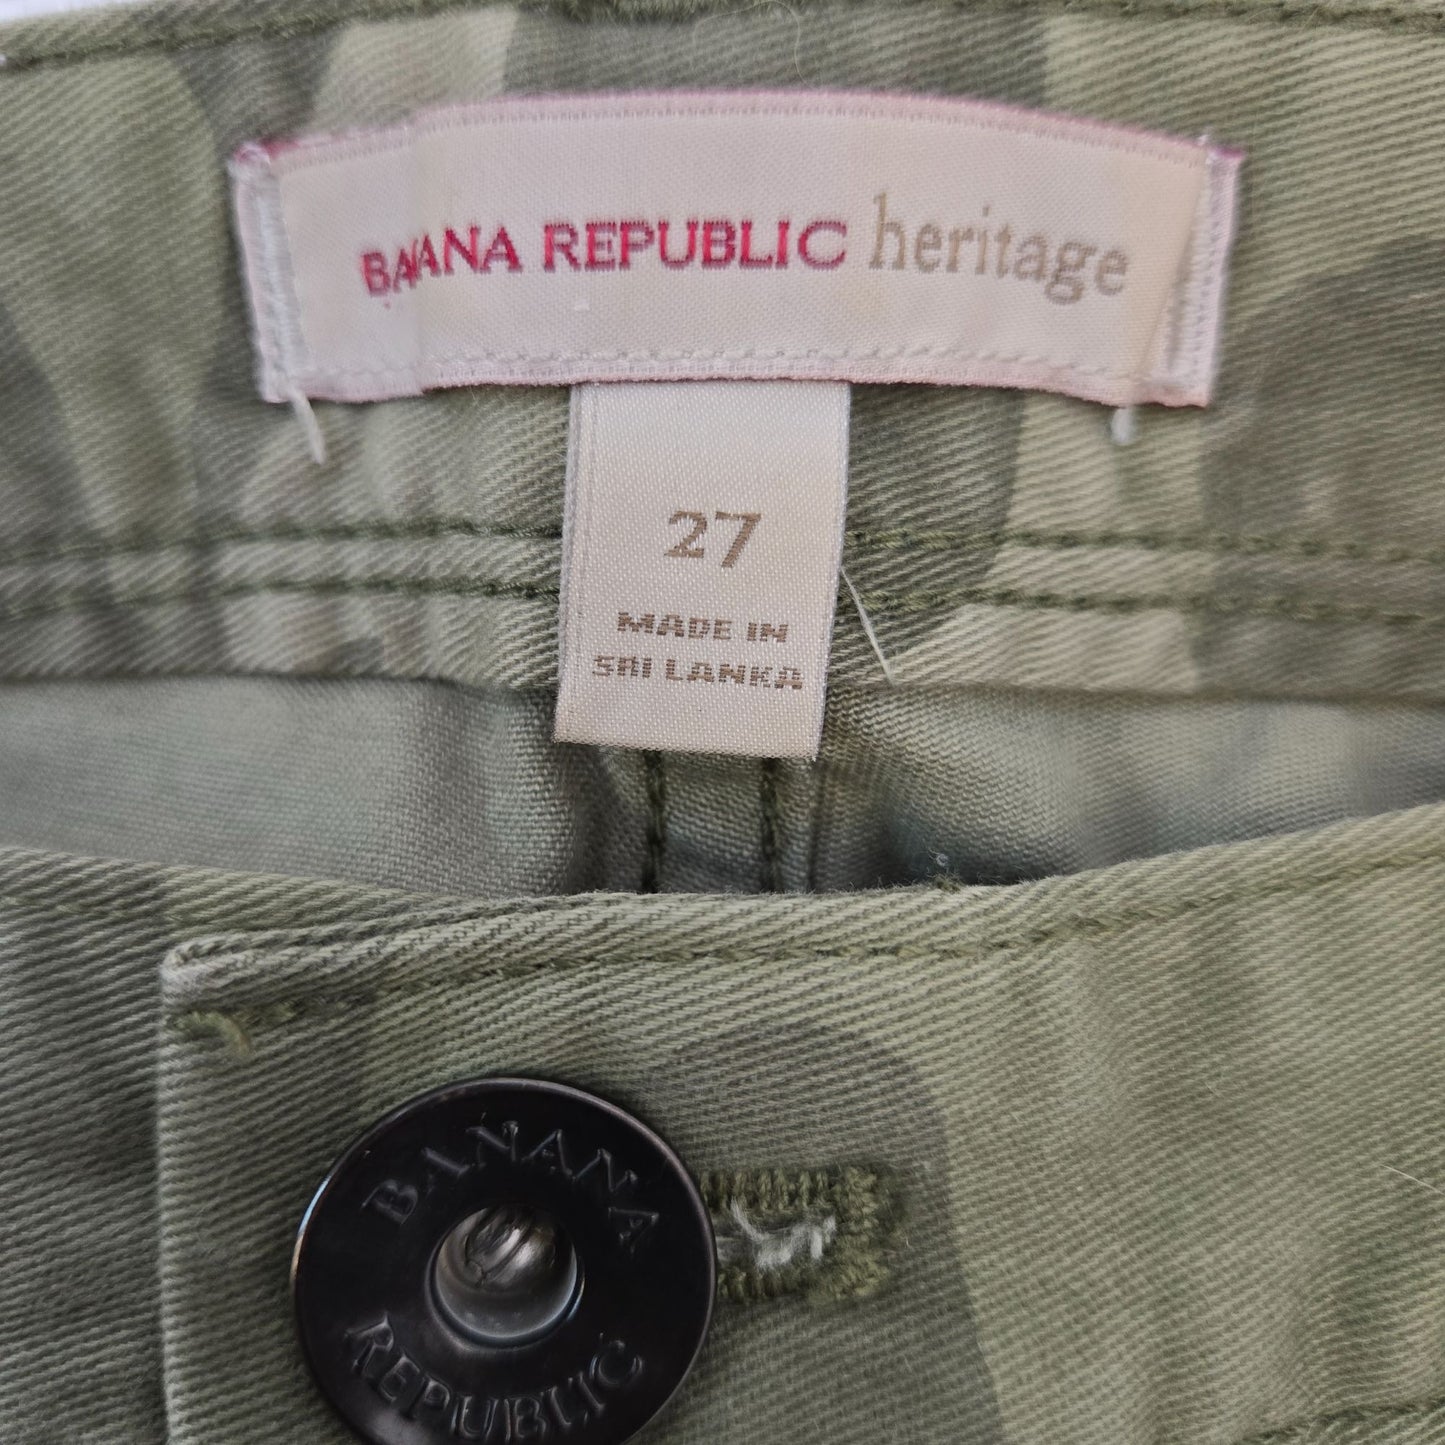 BANANA REPUBLIC heritage
27
MADE IN
SRI LANKA
BANANA
REPUBLIC